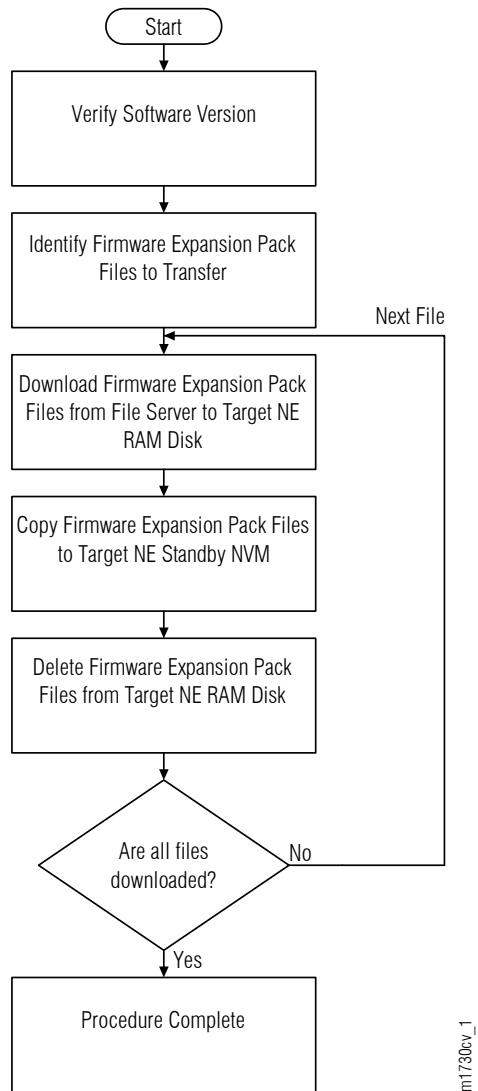 Start
Verify Software Version
Identify Firmware Expansion Pack
Files to Transfer
Next File
Download Firmware Expansion Pack
Files from File Server to Target NE
RAM Disk
Copy Firmware Expansion Pack Files
to Target NE Standby NVM
Delete Firmware Expansion Pack
Files from Target NE RAM Disk
Are all files
downloaded?
No
Yes
Procedure Complete
m1730cv_1